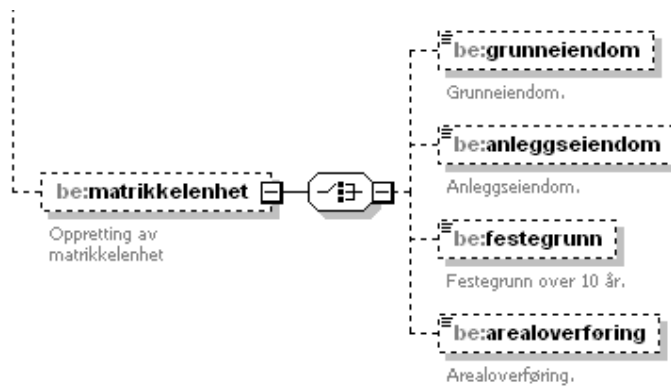 be:grunneiendom
Grunneiendom.
be:anleggseiendom
Anleggseiendom.
be:matrikkelenhet
Oppretting av
matrikkelenhet
be:festegrunn
Festegrunn over 10 år.
be:arealoverføring
Arealoverføring.